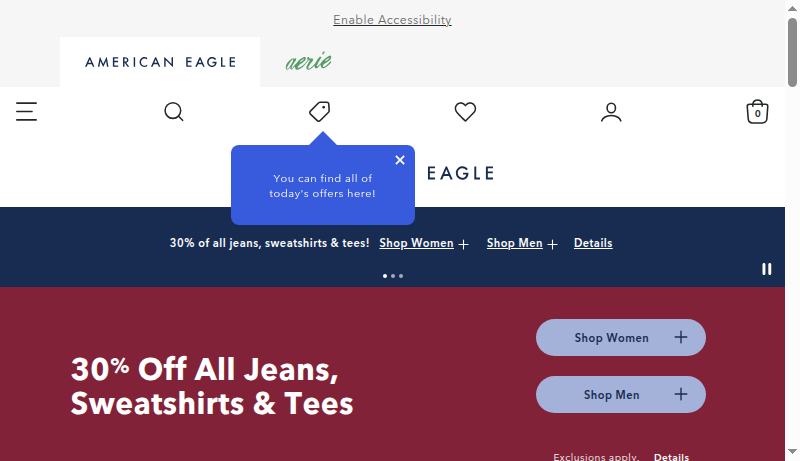 Enable Accessibility
AMERICAN EAGLE
aerie
0
You can find all of
today's offers here!
EAGLE
30% of all jeans, sweatshirts & tees! Shop Women Shop Men Details
30% Off All Jeans,
Sweatshirts & Tees
Shop Women
Shop Men
Exclusions apply. Details